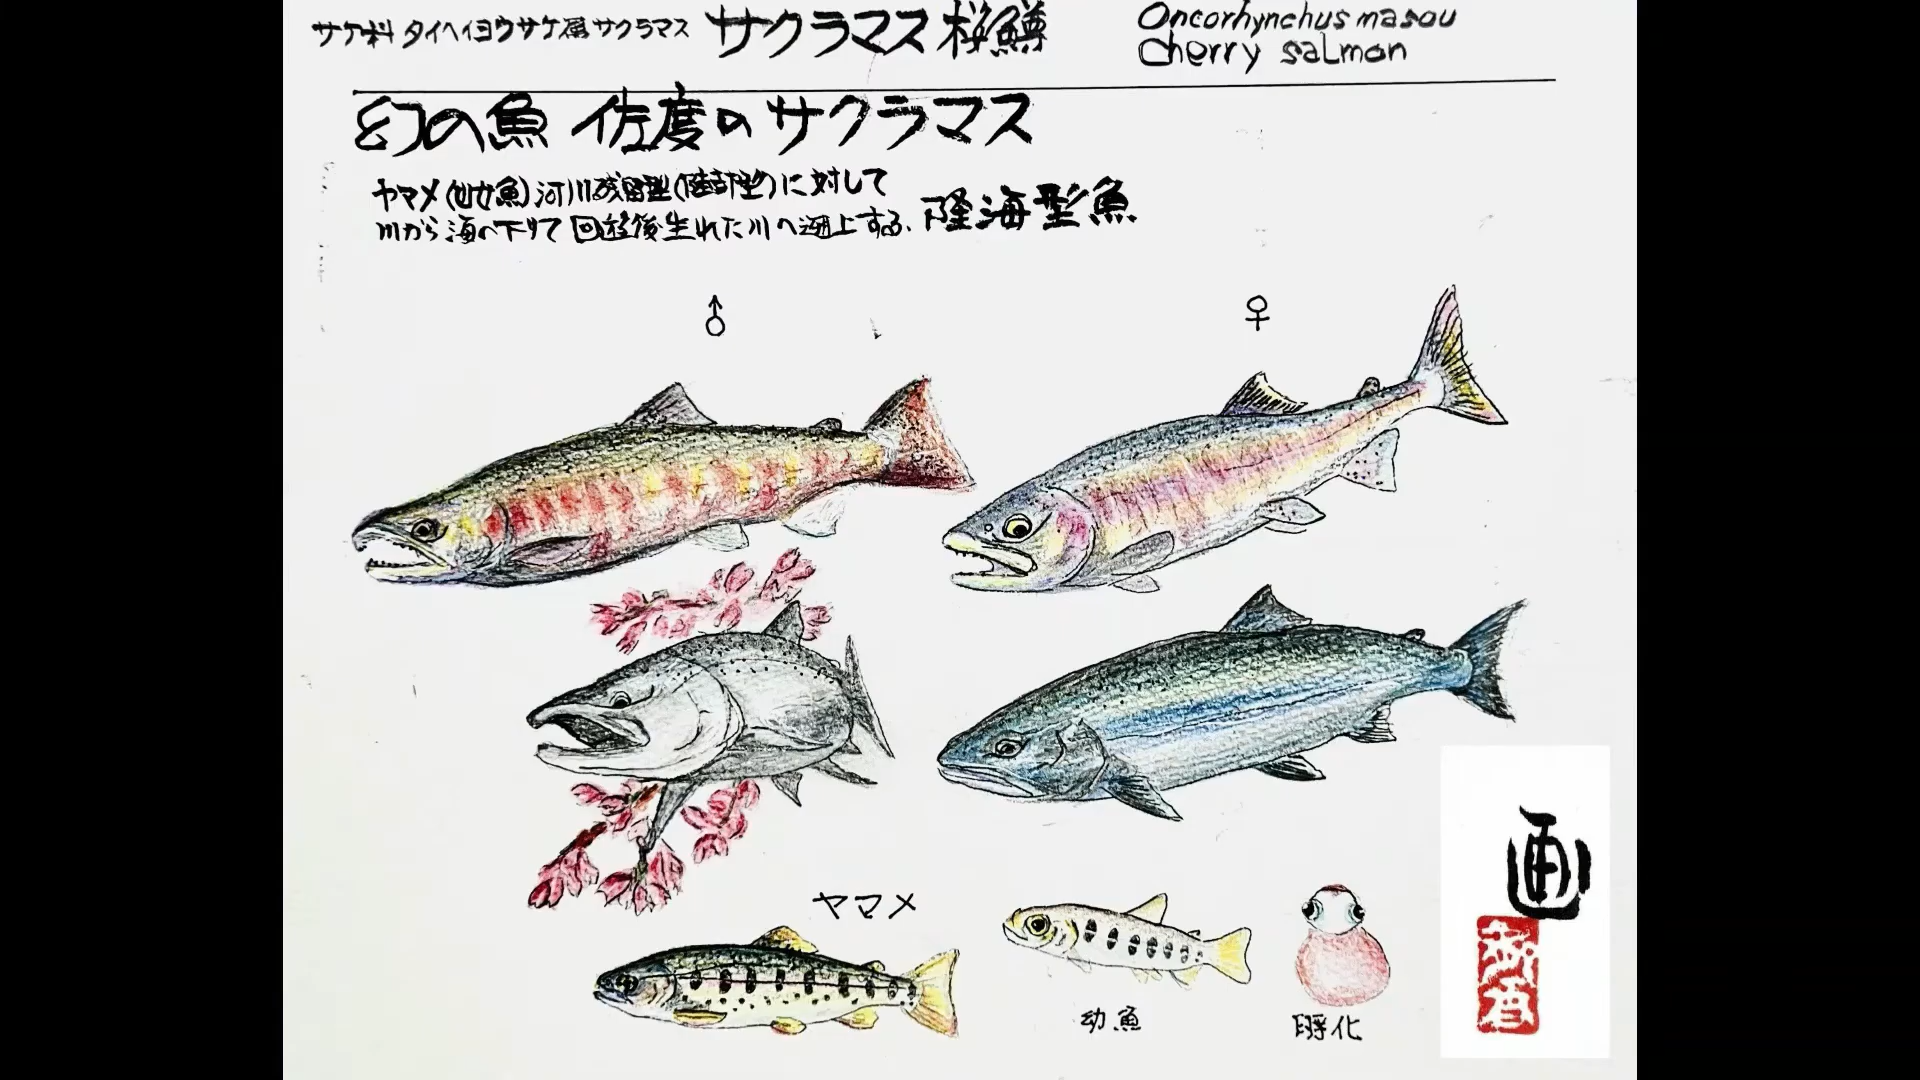 サケ科 タイヘイヨウサケ属 サクラマス サクラマス 桜鱒
Oncorhynchus masou
Cherry salmon
幻の魚 佐度のサクラマス
ヤマメ(山女魚)河川残留型(陸封型)に対して
川から海へ下りて 回遊後生れた川へ遡上する、降海型魚
♂
♀
ヤマメ
幼魚
孵化
画